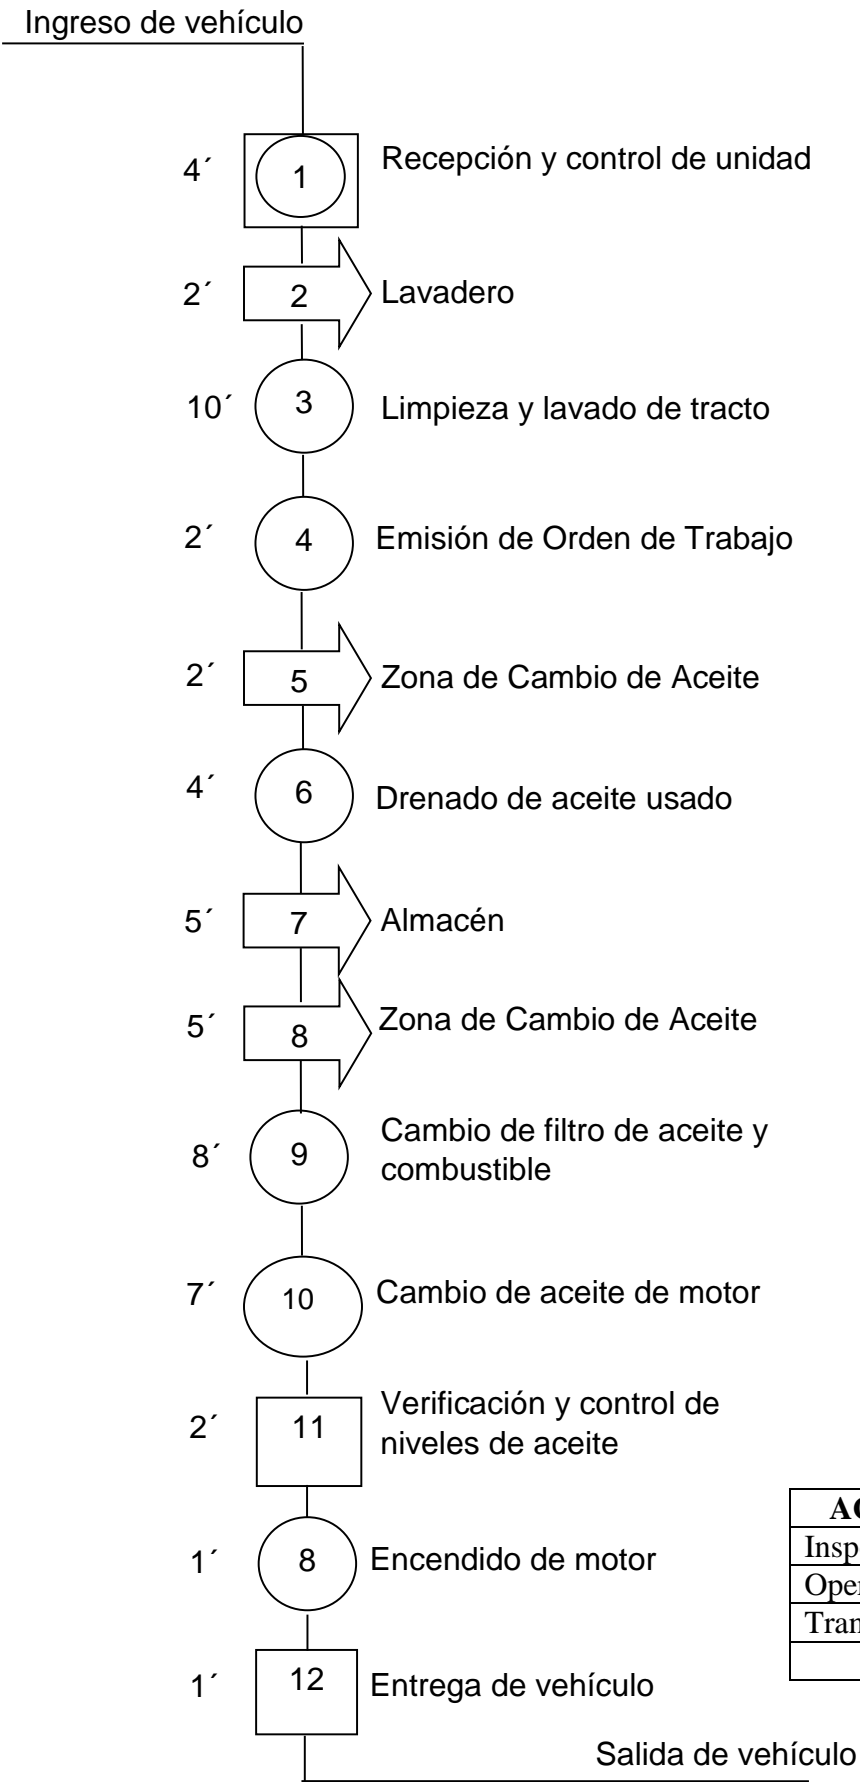 Ingreso de vehículo
4´ 1 Recepción y control de unidad
2´ 2 Lavadero
10´ 3 Limpieza y lavado de tracto
2´ 4 Emisión de Orden de Trabajo
2´ 5 Zona de Cambio de Aceite
4´ 6 Drenado de aceite usado
5´ 7 Almacén
5´ 8 Zona de Cambio de Aceite
8´ 9 Cambio de filtro de aceite y
combustible
7´ 10 Cambio de aceite de motor
2´ 11 Verificación y control de
niveles de aceite
1´ 8 Encendido de motor
1´ 12 Entrega de vehículo
Salida de vehículo